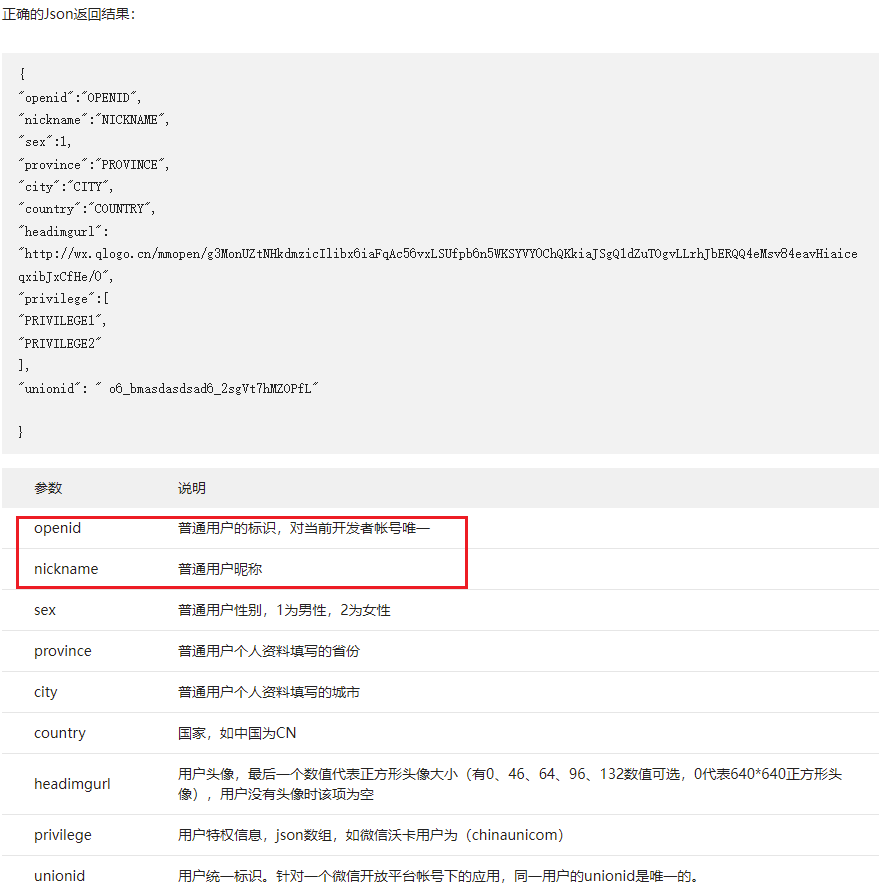 正确的Json返回结果：
{
"openid":"OPENID",
"nickname":"NICKNAME",
"sex":1,
"province":"PROVINCE",
"city":"CITY",
"country":"COUNTRY",
"headimgurl":
"http://wx.qlogo.cn/mmopen/g3MonUZtNHkdmzicIlibx6iaFqAc56vxLSUfpb6n5WKSYVY0ChQKkiaJSgQ1dZuTOgvLLrhJbERQQ4eMsv84eavHiaice
qxibJxCfHe/0",
"privilege":[
"PRIVILEGE1",
"PRIVILEGE2"
],
"unionid": " o6_bmasdasdsad6_2sgVt7hMZOPfL"
}
参数 说明
openid 普通用户的标识，对当前开发者帐号唯一
nickname 普通用户昵称
sex 普通用户性别，1为男性，2为女性
province 普通用户个人资料填写的省份
city 普通用户个人资料填写的城市
country 国家，如中国为CN
headimgurl 用户头像，最后一个数值代表正方形头像大小（有0、46、64、96、132数值可选，0代表640*640正方形头
像），用户没有头像时该项为空
privilege 用户特权信息，json数组，如微信沃卡用户为（chinaunicom）
unionid 用户统一标识。针对一个微信开放平台帐号下的应用，同一用户的unionid是唯一的。